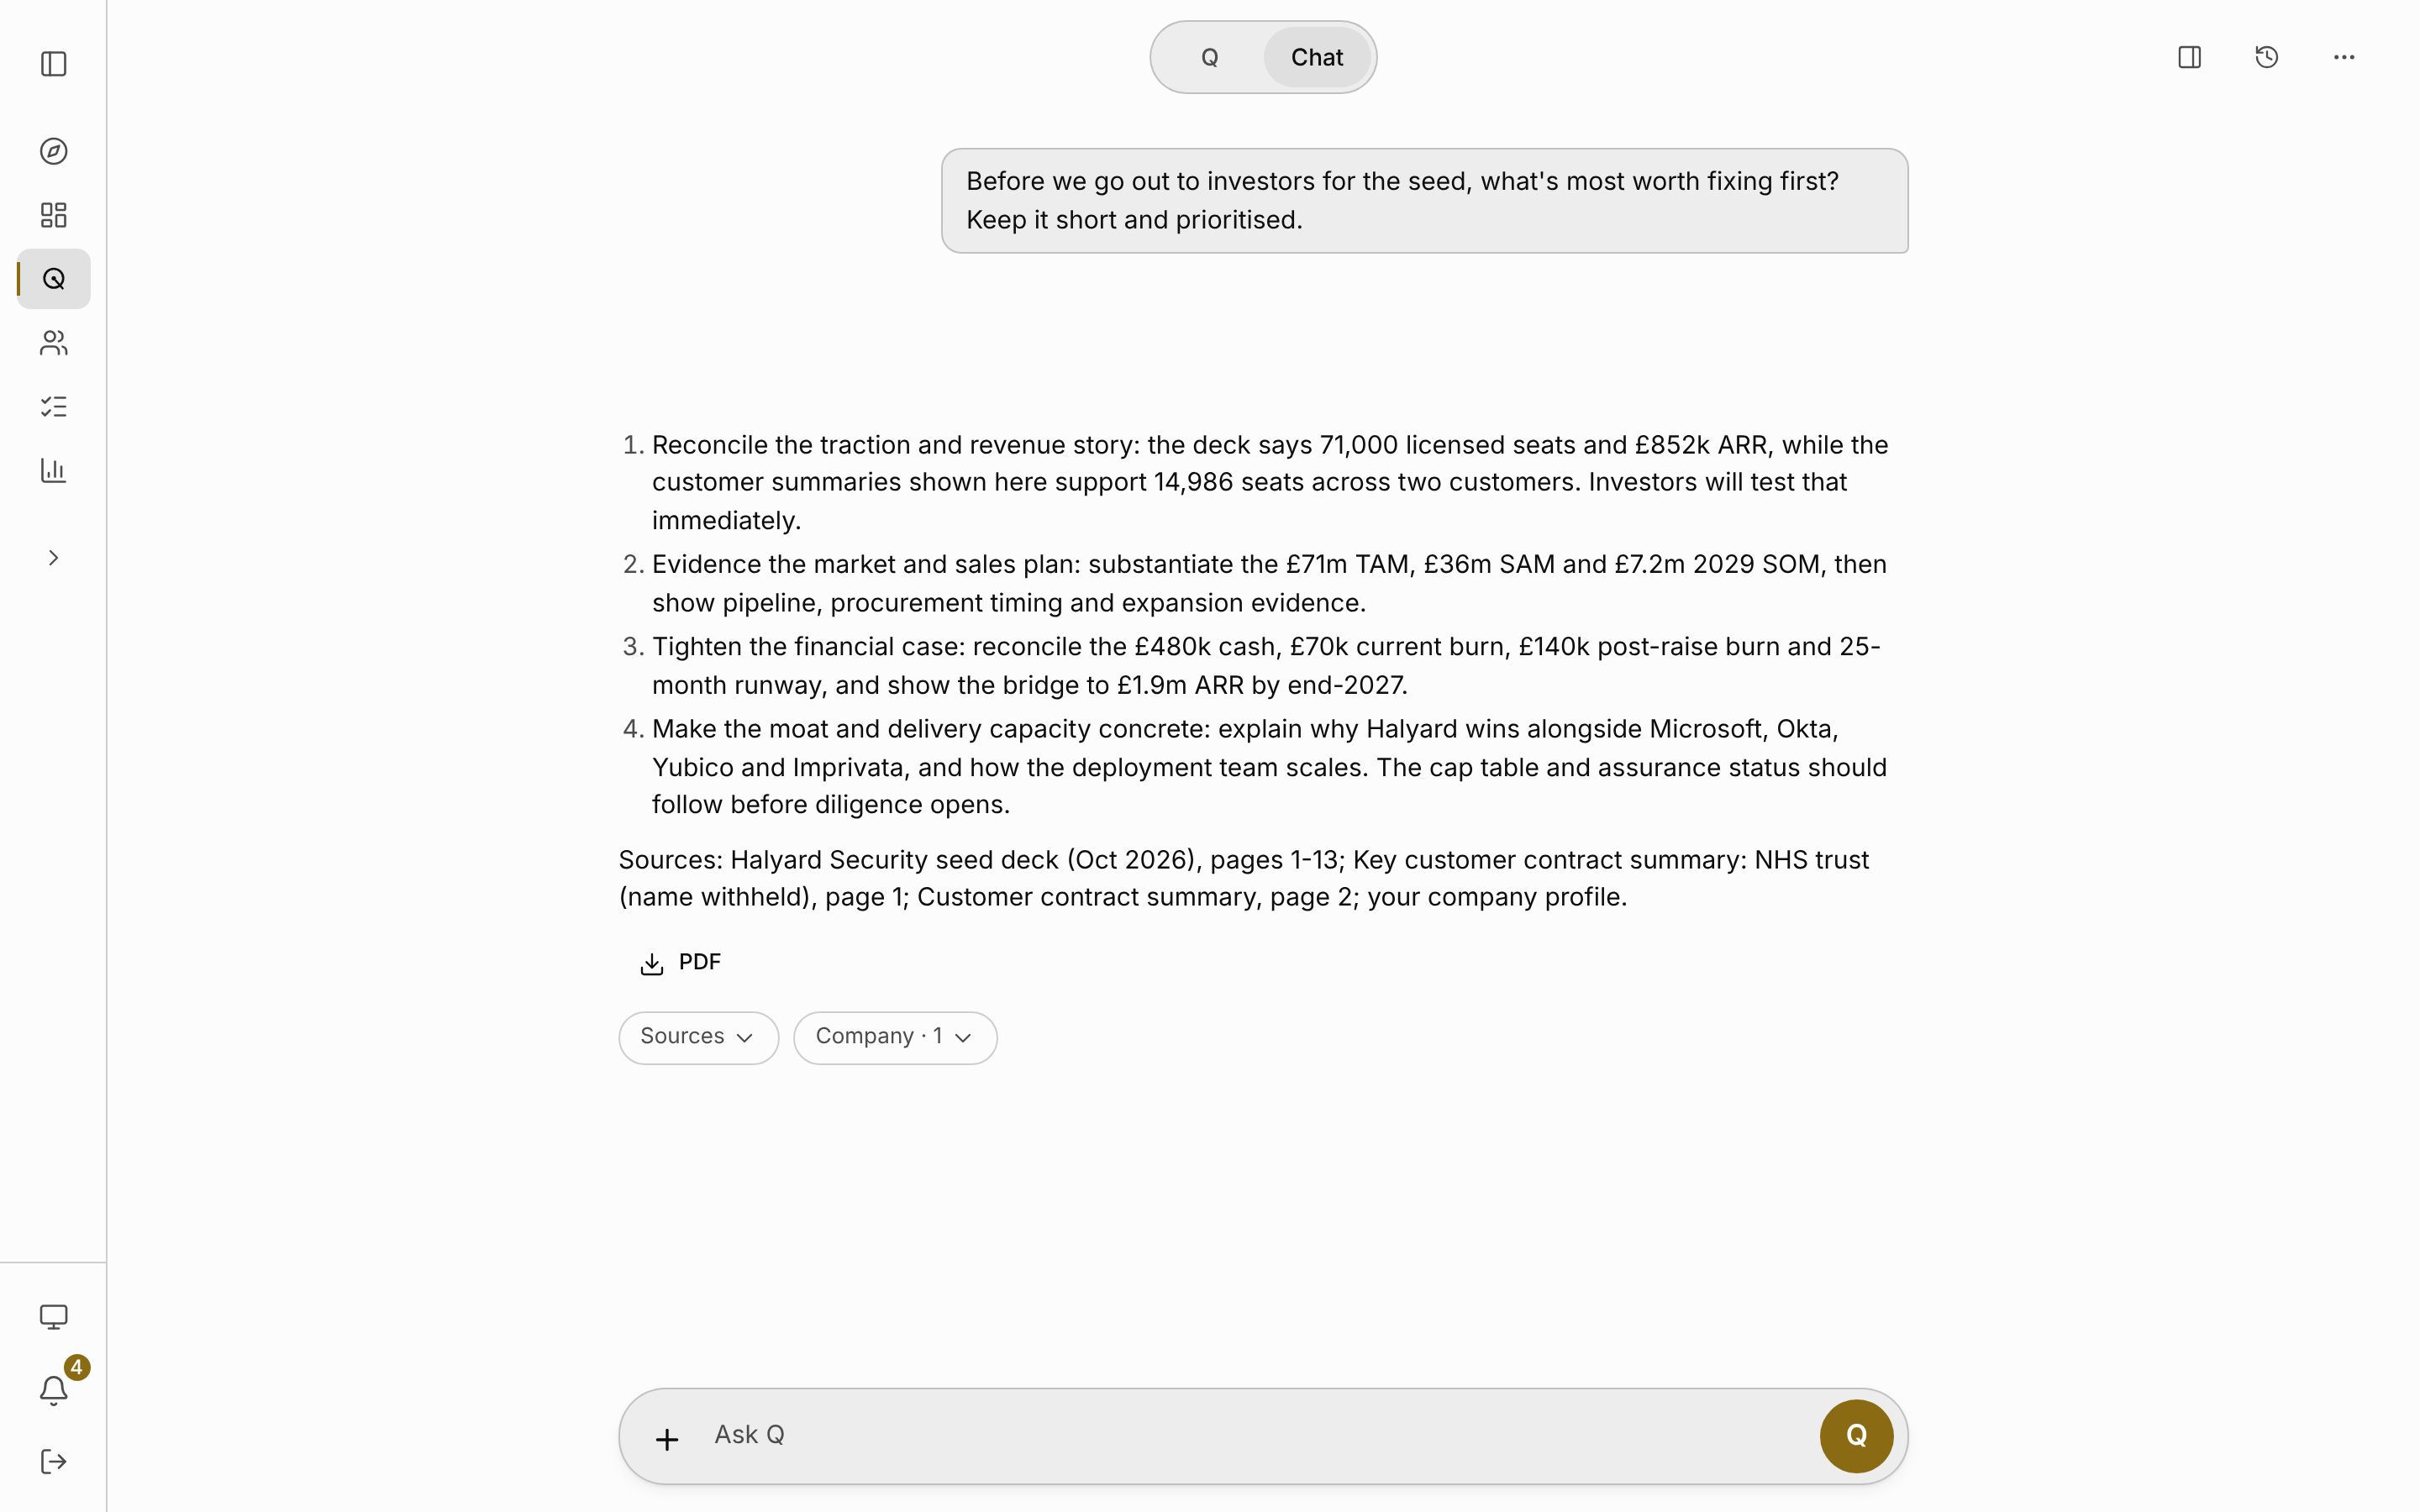 Q
Chat
Before we go out to investors for the seed, what's most worth fixing first?
Keep it short and prioritised.
1. Reconcile the traction and revenue story: the deck says 71,000 licensed seats and £852k ARR, while the
customer summaries shown here support 14,986 seats across two customers. Investors will test that
immediately.
2. Evidence the market and sales plan: substantiate the £71m TAM, £36m SAM and £7.2m 2029 SOM, then
show pipeline, procurement timing and expansion evidence.
3. Tighten the financial case: reconcile the £480k cash, £70k current burn, £140k post-raise burn and 25-
month runway, and show the bridge to £1.9m ARR by end-2027.
4. Make the moat and delivery capacity concrete: explain why Halyard wins alongside Microsoft, Okta,
Yubico and Imprivata, and how the deployment team scales. The cap table and assurance status should
follow before diligence opens.
Sources: Halyard Security seed deck (Oct 2026), pages 1-13; Key customer contract summary: NHS trust
(name withheld), page 1; Customer contract summary, page 2; your company profile.
PDF
Sources
Company · 1
4
Ask Q
Q